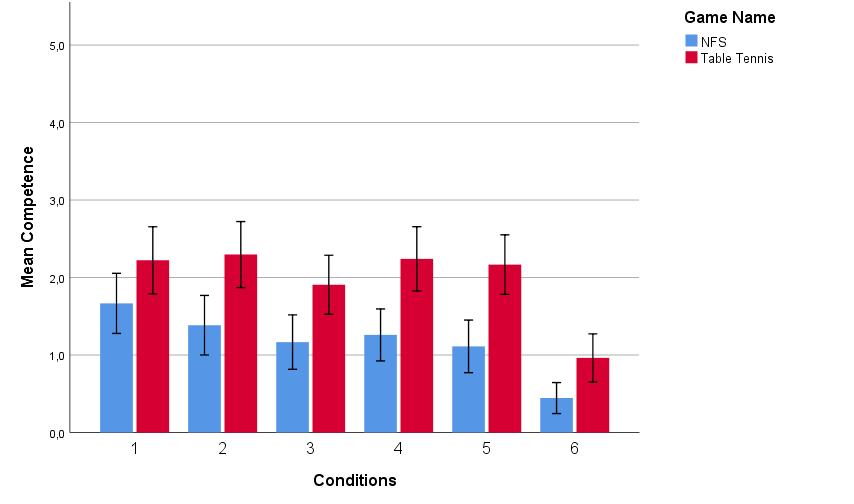 Game Name
NFS
Table Tennis
5,0
4,0
3,0
2,0
1,0
0,0
Mean Competence
1 2 3 4 5 6
Conditions